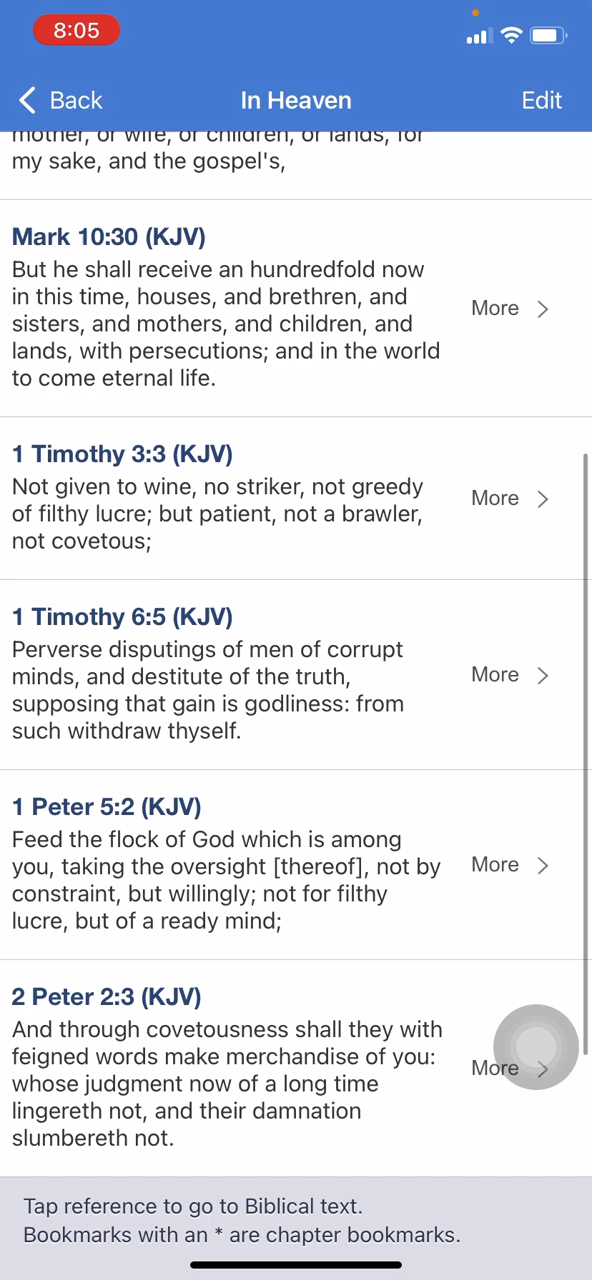 8:05
Back
In Heaven
Edit
mother, or wife, or children, or lands, for
my sake, and the gospel's,
Mark 10:30 (KJV)
But he shall receive an hundredfold now
in this time, houses, and brethren, and
sisters, and mothers, and children, and
lands, with persecutions; and in the world
to come eternal life.
More
1 Timothy 3:3 (KJV)
Not given to wine, no striker, not greedy
of filthy lucre; but patient, not a brawler,
not covetous;
More
1 Timothy 6:5 (KJV)
Perverse disputings of men of corrupt
minds, and destitute of the truth,
supposing that gain is godliness: from
such withdraw thyself.
More
1 Peter 5:2 (KJV)
Feed the flock of God which is among
you, taking the oversight [thereof], not by
constraint, but willingly; not for filthy
lucre, but of a ready mind;
More
2 Peter 2:3 (KJV)
And through covetousness shall they with
feigned words make merchandise of you:
whose judgment now of a long time
lingereth not, and their damnation
slumbereth not.
More
Tap reference to go to Biblical text.
Bookmarks with an * are chapter bookmarks.